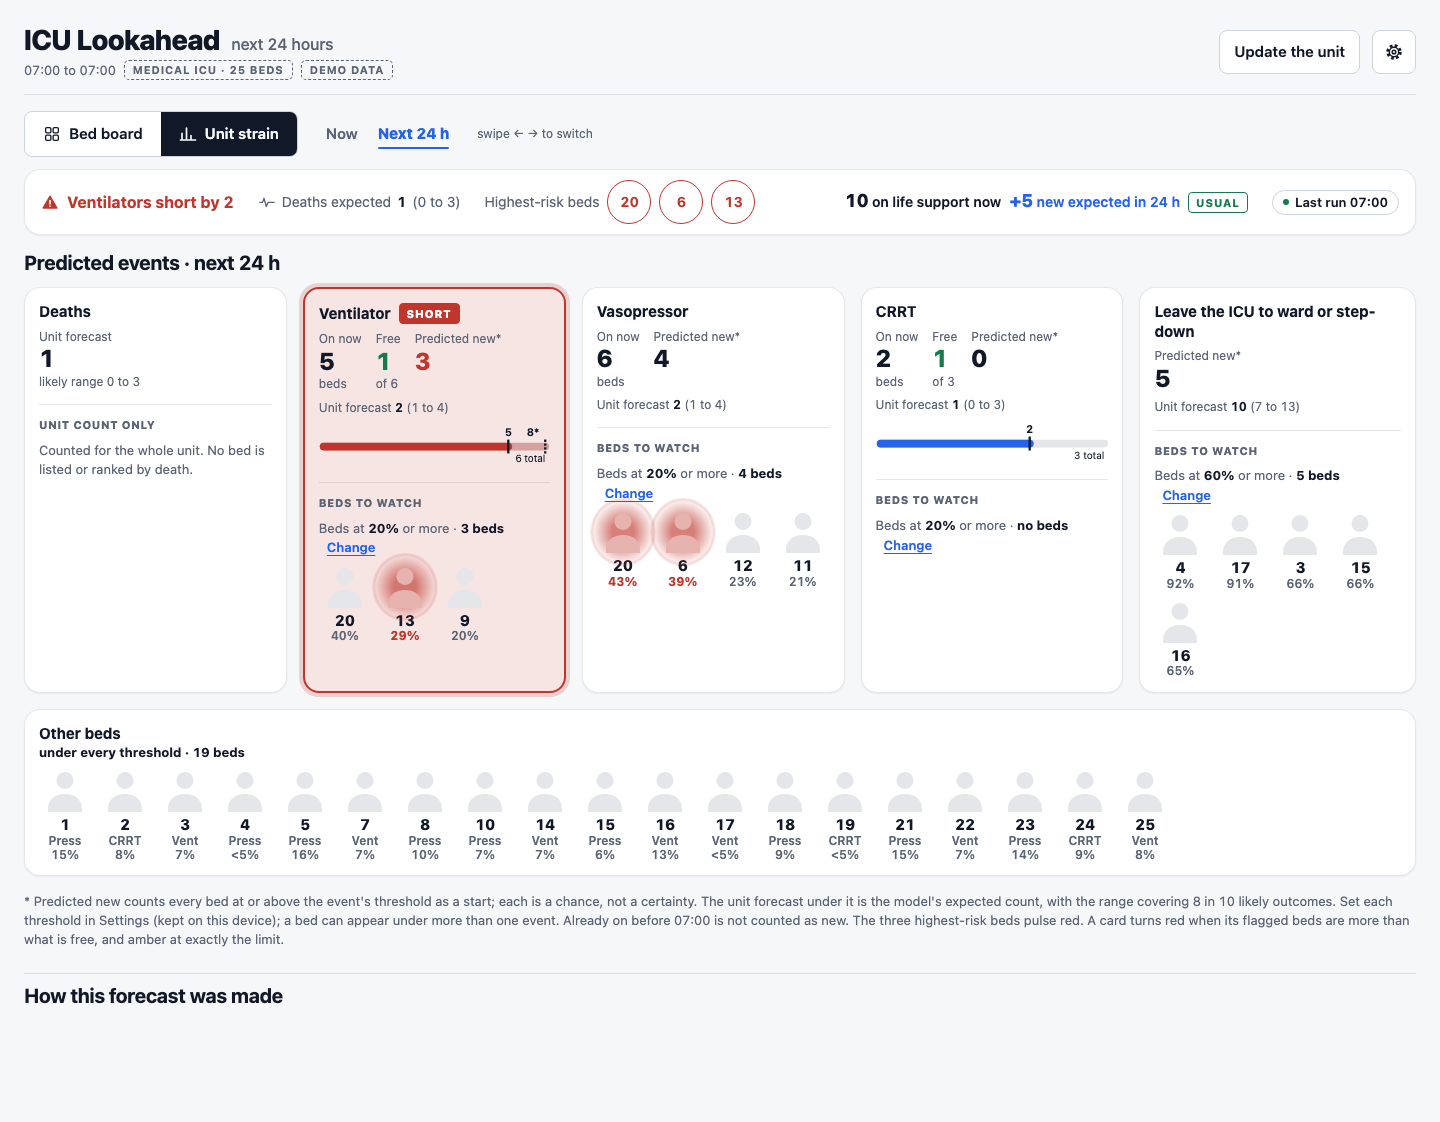 ICU Lookahead next 24 hours
07:00 to 07:00 MEDICAL ICU · 25 BEDS DEMO DATA
Update the unit
Bed board Unit strain Now Next 24 h swipe ← → to switch
Ventilators short by 2 Deaths expected 1 (0 to 3) Highest-risk beds 20 6 13 10 on life support now +5 new expected in 24 h USUAL Last run 07:00
Predicted events · next 24 h
Deaths
Unit forecast
1
likely range 0 to 3
UNIT COUNT ONLY
Counted for the whole unit. No bed is
listed or ranked by death.
Ventilator SHORT
On now Free Predicted new*
5 1 3
beds of 6
Unit forecast 2 (1 to 4)
5 8*
6 total
BEDS TO WATCH
Beds at 20% or more · 3 beds
Change
20 13 9
40% 29% 20%
Vasopressor
On now Predicted new*
6 4
beds
Unit forecast 2 (1 to 4)
BEDS TO WATCH
Beds at 20% or more · 4 beds
Change
20 6 12 11
43% 39% 23% 21%
CRRT
On now Free Predicted new*
2 1 0
beds of 3
Unit forecast 1 (0 to 3)
2
3 total
BEDS TO WATCH
Beds at 20% or more · no beds
Change
Leave the ICU to ward or step-
down
Predicted new*
5
Unit forecast 10 (7 to 13)
BEDS TO WATCH
Beds at 60% or more · 5 beds
Change
4 17 3 15
92% 91% 66% 66%
16
65%
Other beds
under every threshold · 19 beds
1 2 3 4 5 7 8 10 14 15 16 17 18 19 21 22 23 24 25
Press CRRT Vent Press Press Vent Press Press Vent Press Vent Vent Press CRRT Press Vent Press CRRT Vent
15% 8% 7% <5% 16% 7% 10% 7% 7% 6% 13% <5% 9% <5% 15% 7% 14% 9% 8%
* Predicted new counts every bed at or above the event's threshold as a start; each is a chance, not a certainty. The unit forecast under it is the model's expected count, with the range covering 8 in 10 likely outcomes. Set each
threshold in Settings (kept on this device); a bed can appear under more than one event. Already on before 07:00 is not counted as new. The three highest-risk beds pulse red. A card turns red when its flagged beds are more than
what is free, and amber at exactly the limit.
How this forecast was made